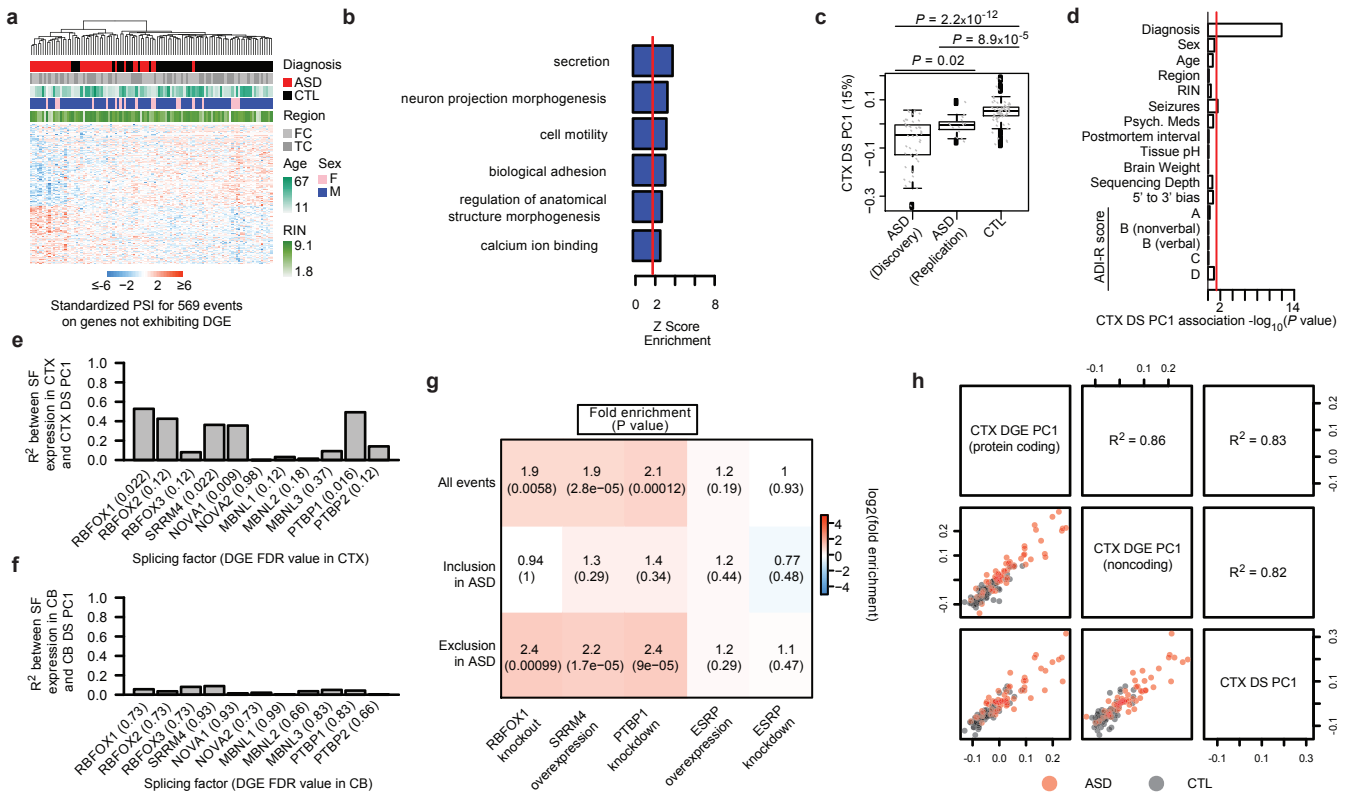 a
Diagnosis
ASD
CTL
Region
FC
TC
Age
67
11
Sex
F
M
RIN
9.1
1.8
≤-6 −2 2 ≥6
Standardized PSI for 569 events
on genes not exhibiting DGE
b
secretion
neuron projection morphogenesis
cell motility
biological adhesion
regulation of anatomical
structure morphogenesis
calcium ion binding
0 2 8
Z Score
Enrichment
c
P = 2.2x10-12
P = 8.9x10-5
P = 0.02
CTX DS PC1 (15%)
0.1
−0.1
−0.3
ASD
(Discovery)
ASD
(Replication)
CTL
d
Diagnosis
Sex
Age
Region
RIN
Seizures
Psych. Meds
Postmortem interval
Tissue pH
Brain Weight
Sequencing Depth
5' to 3' bias
A
B (nonverbal)
B (verbal)
C
D
ADI-R score
2 14
CTX DS PC1 association -log10(P value)
e
R2 between SF
expression in CTX
and CTX DS PC1
1.0
0.8
0.6
0.4
0.2
0.0
RBFOX1 (0.022)
RBFOX2 (0.12)
RBFOX3 (0.12)
SRRM4 (0.022)
NOVA1 (0.009)
NOVA2 (0.98)
MBNL1 (0.12)
MBNL2 (0.18)
MBNL3 (0.37)
PTBP1 (0.016)
PTBP2 (0.12)
Splicing factor (DGE FDR value in CTX)
f
R2 between SF
expression in CB
and CB DS PC1
1.0
0.8
0.6
0.4
0.2
0.0
RBFOX1 (0.73)
RBFOX2 (0.73)
RBFOX3 (0.73)
SRRM4 (0.93)
NOVA1 (0.93)
NOVA2 (0.73)
MBNL1 (0.99)
MBNL2 (0.66)
MBNL3 (0.83)
PTBP1 (0.83)
PTBP2 (0.66)
Splicing factor (DGE FDR value in CB)
g
Fold enrichment
(P value)
All events
1.9 1.9 2.1 1.2 1
(0.0058) (2.8e−05) (0.00012) (0.19) (0.93)
Inclusion
in ASD
0.94 1.3 1.4 1.2 0.77
(1) (0.29) (0.34) (0.44) (0.48)
Exclusion
in ASD
2.4 2.2 2.4 1.2 1.1
(0.00099) (1.7e−05) (9e−05) (0.29) (0.47)
RBFOX1
knockout
SRRM4
overexpression
PTBP1
knockdown
ESRP
overexpression
ESRP
knockdown
4
2
0
−2
−4
log2(fold enrichment)
h
-0.1 0.0 0.1 0.2
CTX DGE PC1
(protein coding)
R2 = 0.86
R2 = 0.83
0.2
0.1
0.0
-0.1
0.2
0.1
-0.1
CTX DGE PC1
(noncoding)
R2 = 0.82
CTX DS PC1
0.3
0.2
0.1
0.0
-0.1
-0.1 0.0 0.1 0.2
-0.1 0.0 0.1 0.2 0.3
ASD
CTL